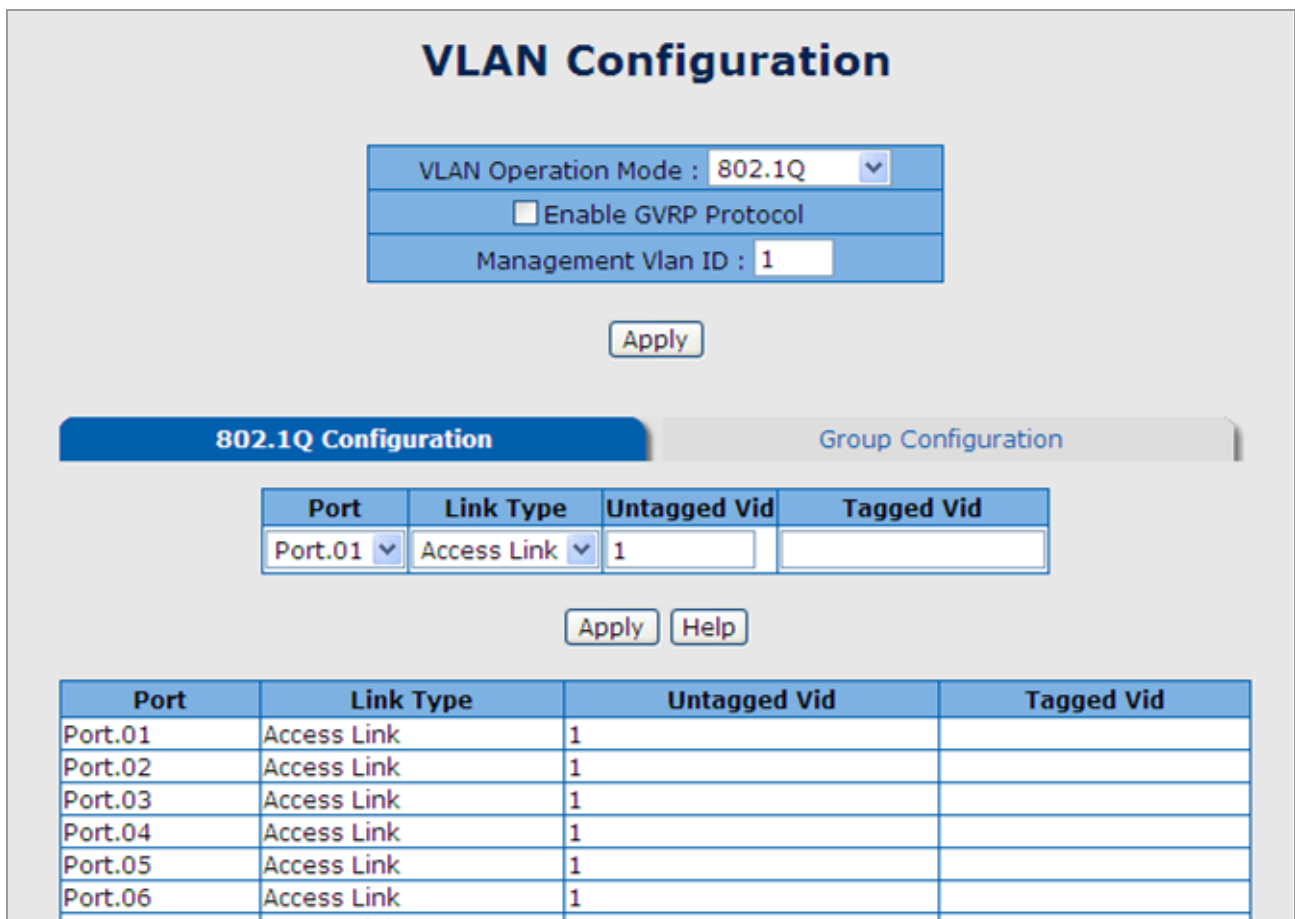 VLAN Configuration
VLAN Operation Mode : 802.1Q
Enable GVRP Protocol
Management Vlan ID : 1
Apply
802.1Q Configuration Group Configuration
Port Link Type Untagged Vid Tagged Vid
Port.01 Access Link 1
Apply Help
Port Link Type Untagged Vid Tagged Vid
Port.01 Access Link 1
Port.02 Access Link 1
Port.03 Access Link 1
Port.04 Access Link 1
Port.05 Access Link 1
Port.06 Access Link 1